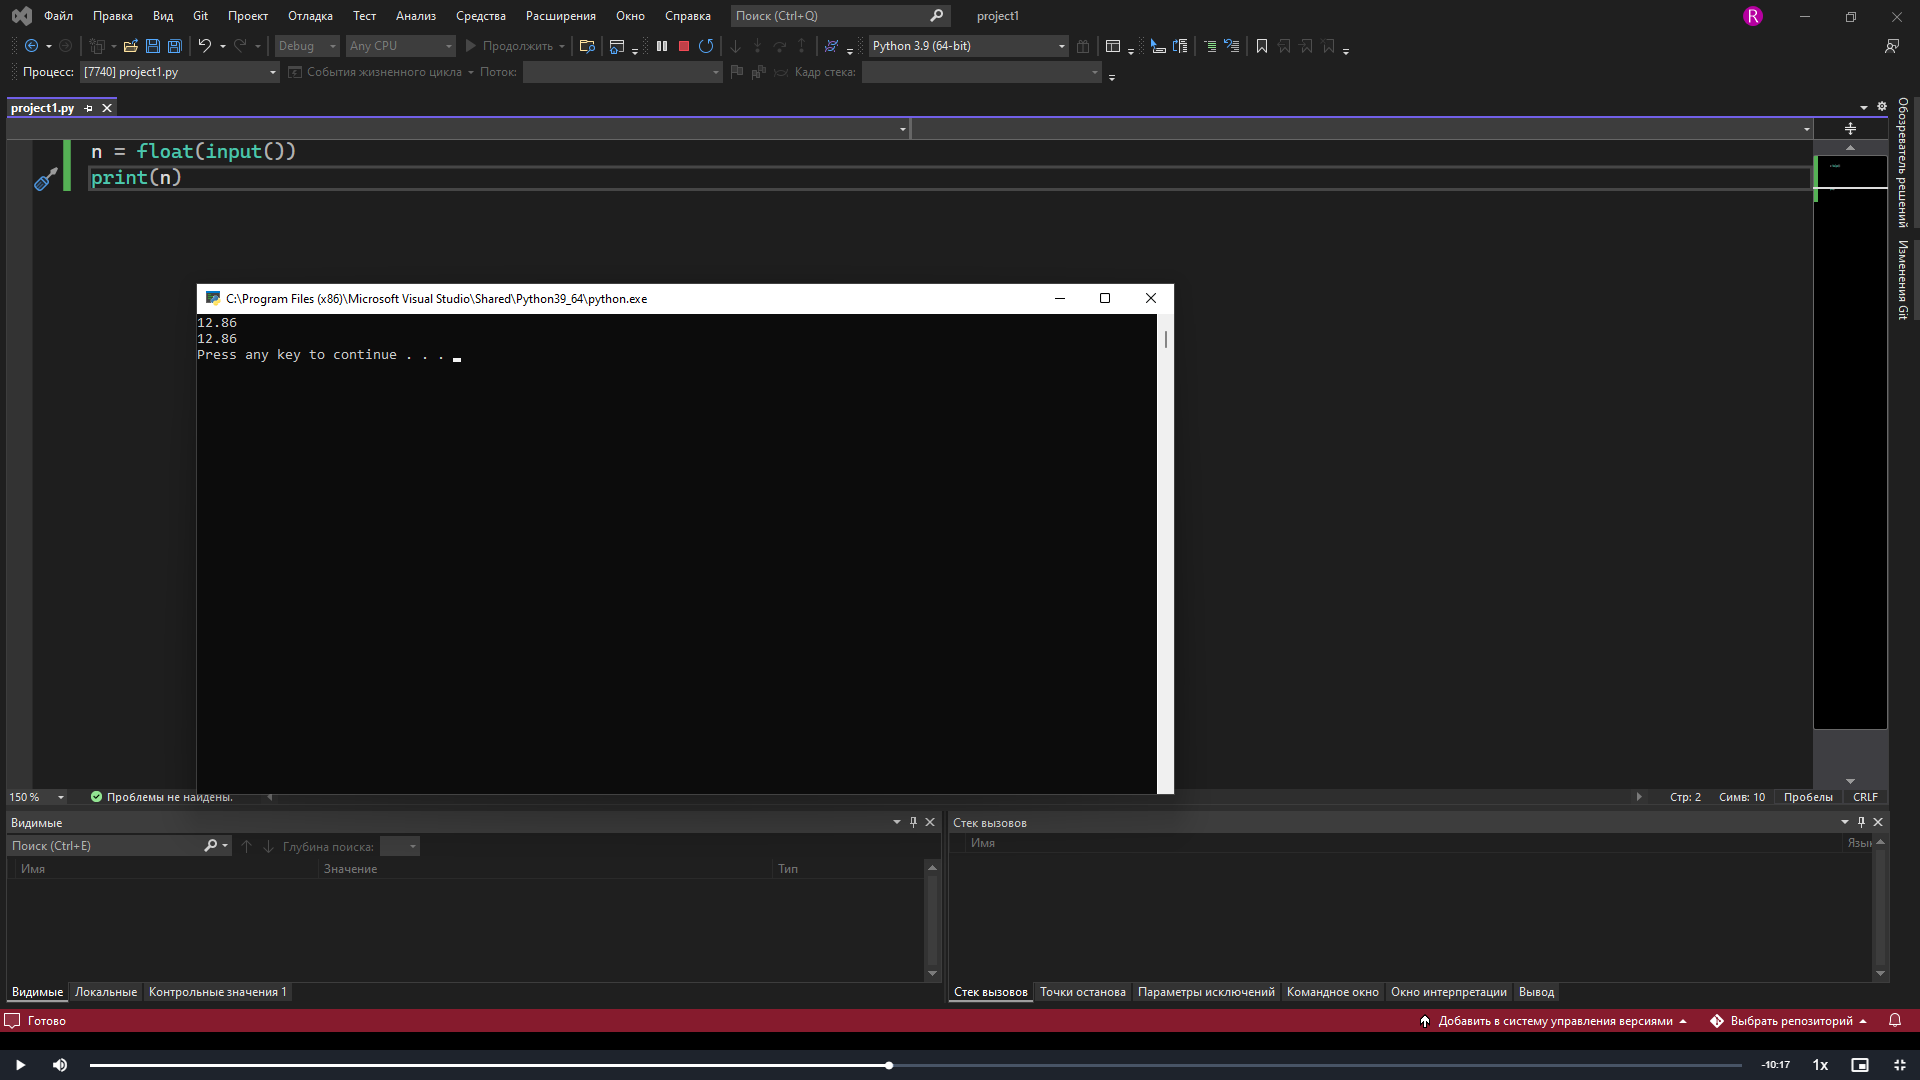 Файл Правка Вид Git Проект Отладка Тест Анализ Средства Расширения Окно Справка Поиск (Ctrl+Q) project1 R
Debug Any CPU Продолжить Python 3.9 (64-bit)
Процесс: [7740] project1.py События жизненного цикла Поток: Кадр стека:
project1.py
Обозреватель решений
Изменения Git
n = float(input())
print(n)
C:\Program Files (x86)\Microsoft Visual Studio\Shared\Python39_64\python.exe
12.86
12.86
Press any key to continue . . .
150 % Проблемы не найдены. Стр: 2 Симв: 10 Пробелы CRLF
Видимые
Поиск (Ctrl+E) Глубина поиска:
Имя Значение Тип
Видимые Локальные Контрольные значения 1
Стек вызовов
Имя Язык
Стек вызовов Точки останова Параметры исключений Командное окно Окно интерпретации Вывод
Готово Добавить в систему управления версиями Выбрать репозиторий
-10:17 1x